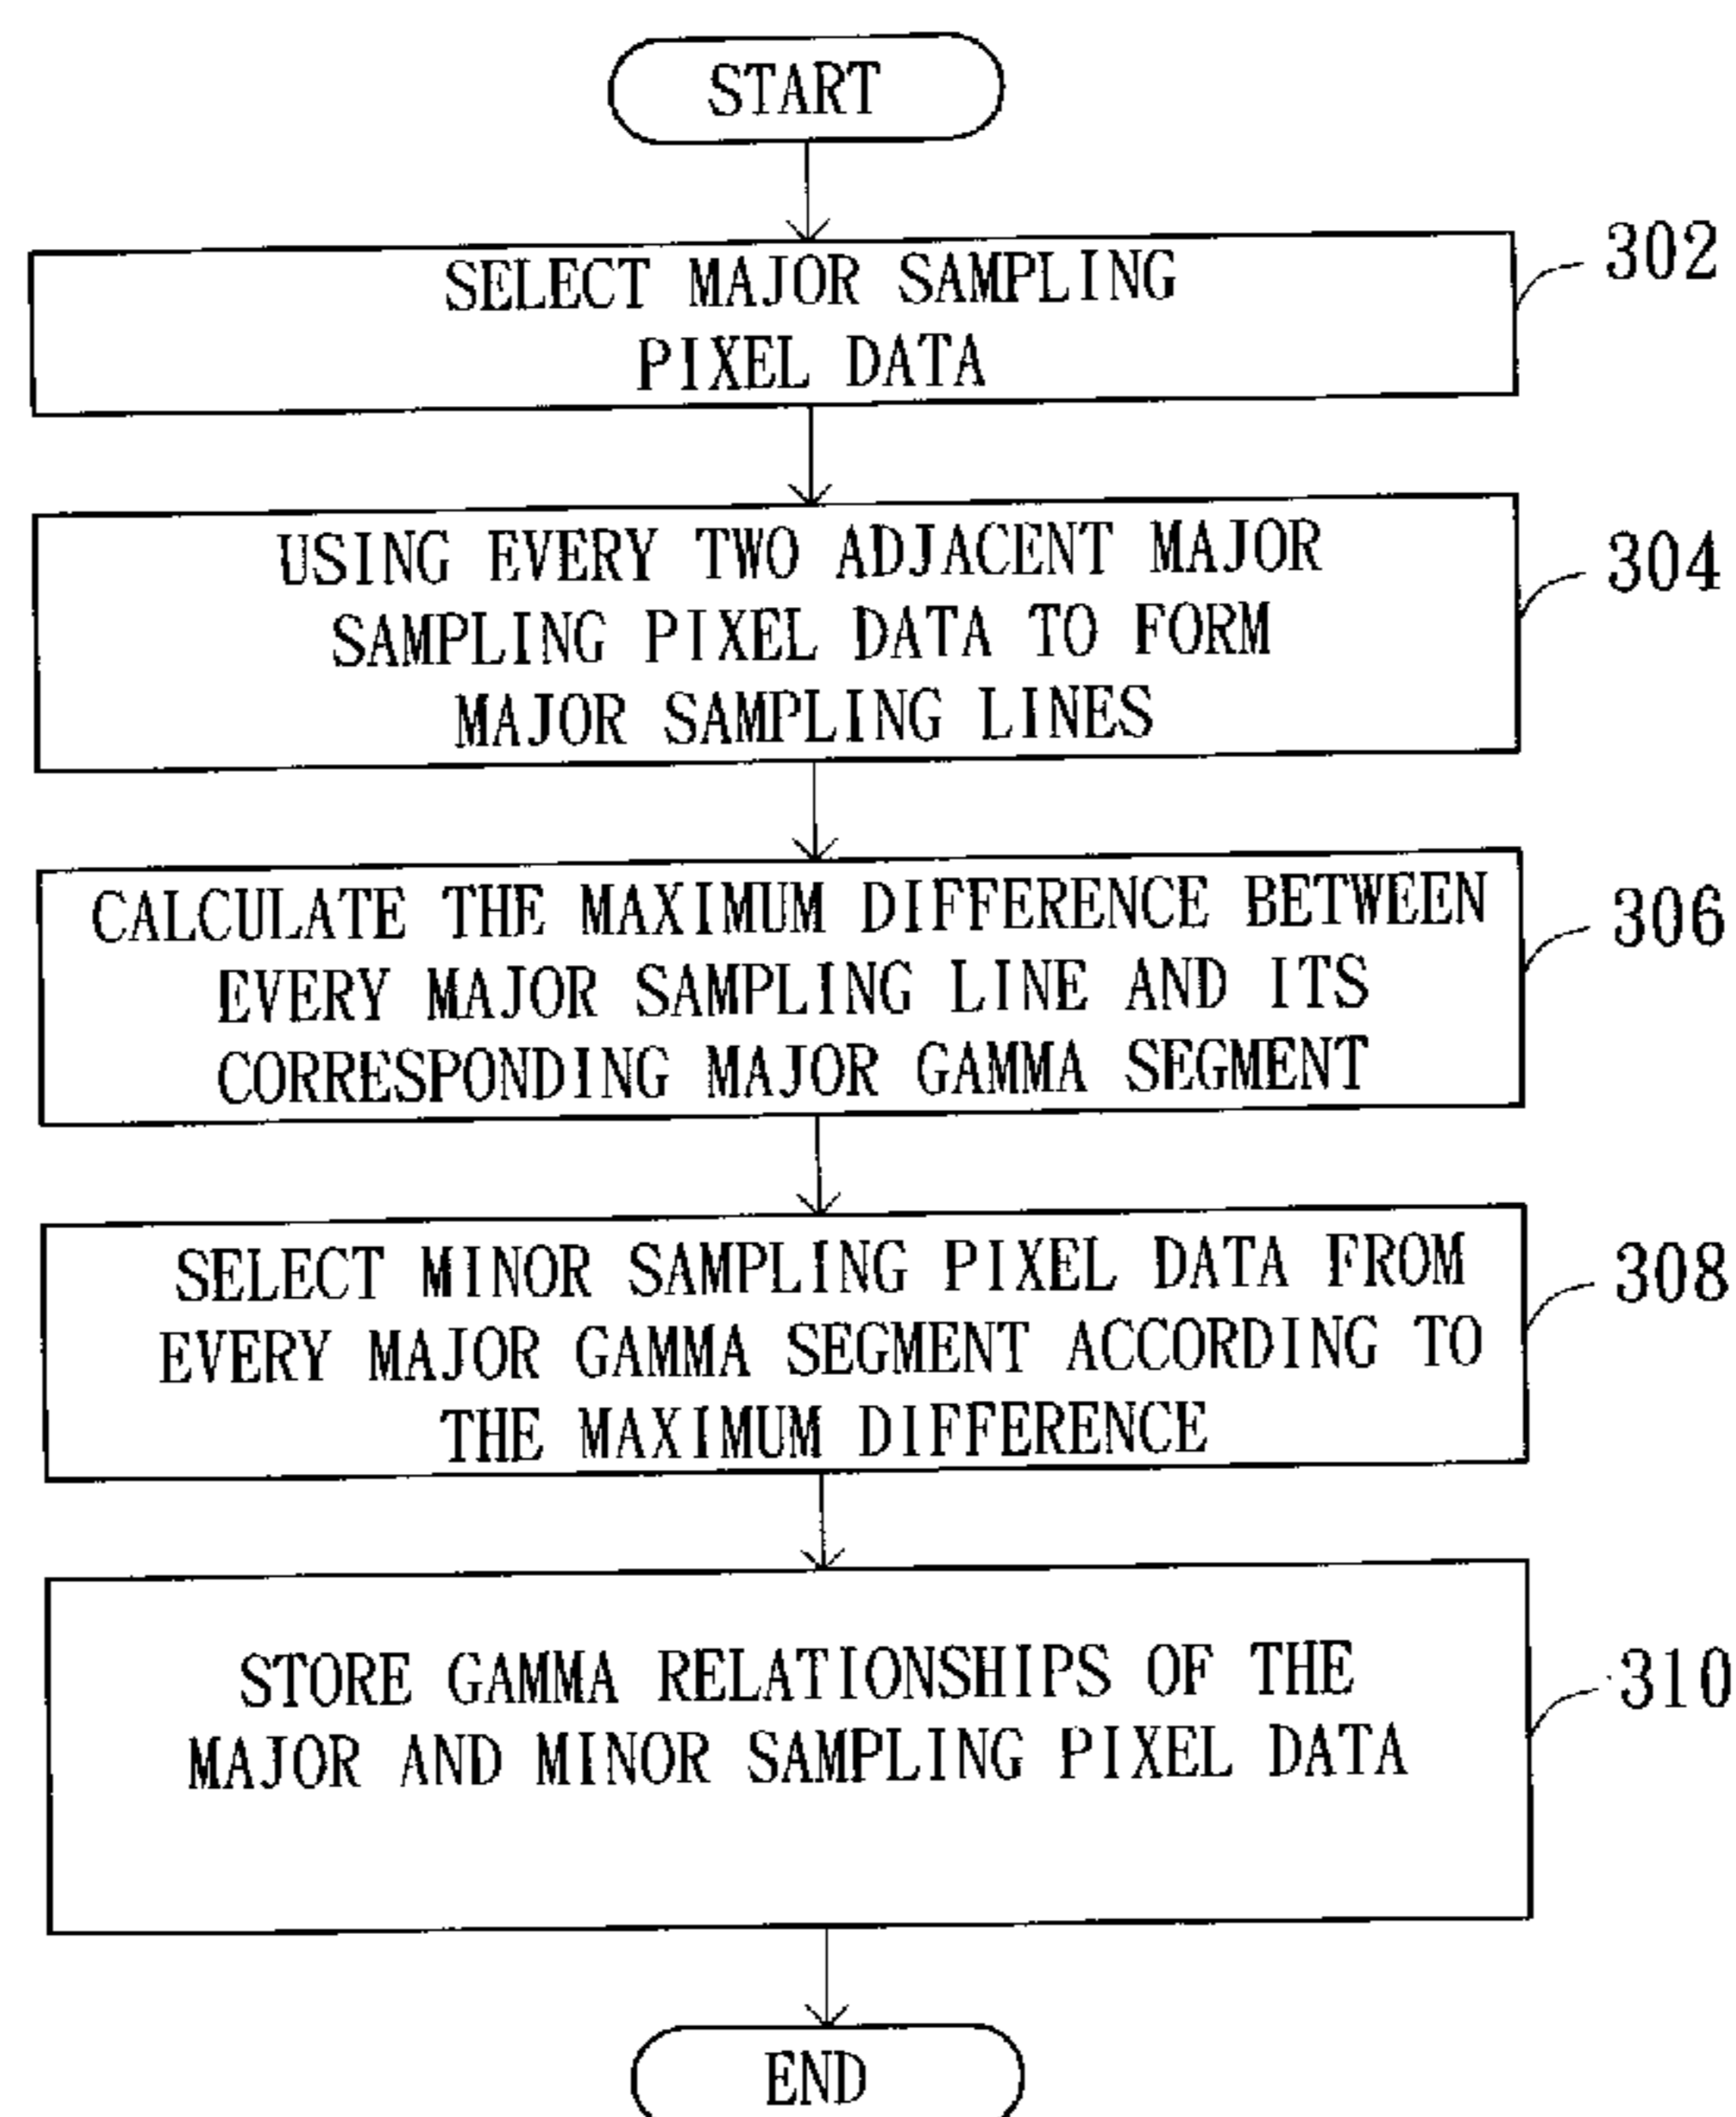 START
SELECT MAJOR SAMPLING
PIXEL DATA
302
USING EVERY TWO ADJACENT MAJOR
SAMPLING PIXEL DATA TO FORM
MAJOR SAMPLING LINES
304
CALCULATE THE MAXIMUM DIFFERENCE BETWEEN
EVERY MAJOR SAMPLING LINE AND ITS
CORRESPONDING MAJOR GAMMA SEGMENT
306
SELECT MINOR SAMPLING PIXEL DATA FROM
EVERY MAJOR GAMMA SEGMENT ACCORDING TO
THE MAXIMUM DIFFERENCE
308
STORE GAMMA RELATIONSHIPS OF THE
MAJOR AND MINOR SAMPLING PIXEL DATA
310
END